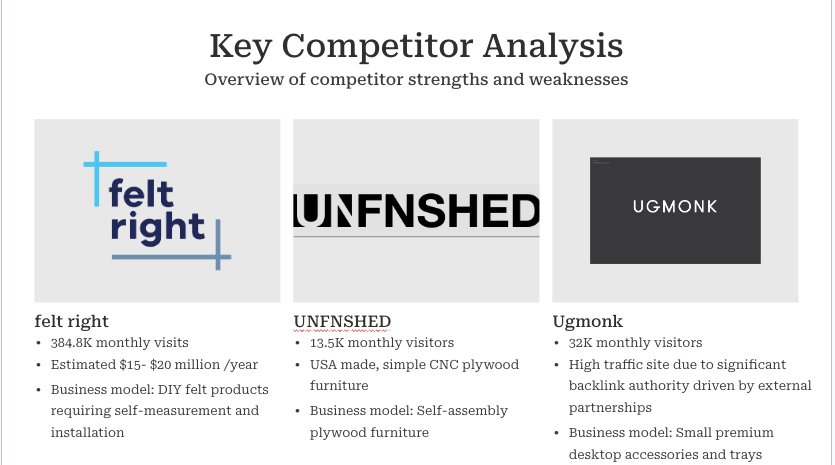 Key Competitor Analysis
Overview of competitor strengths and weaknesses
felt
right
UNFNSHED
UGMONK
felt right
• 384.8K monthly visits
• Estimated $15- $20 million /year
• Business model: DIY felt products
requiring self-measurement and
installation
UNFNSHED
• 13.5K monthly visitors
• USA made, simple CNC plywood
furniture
• Business model: Self-assembly
plywood furniture
Ugmonk
• 32K monthly visitors
• High traffic site due to significant
backlink authority driven by external
partnerships
• Business model: Small premium
desktop accessories and trays